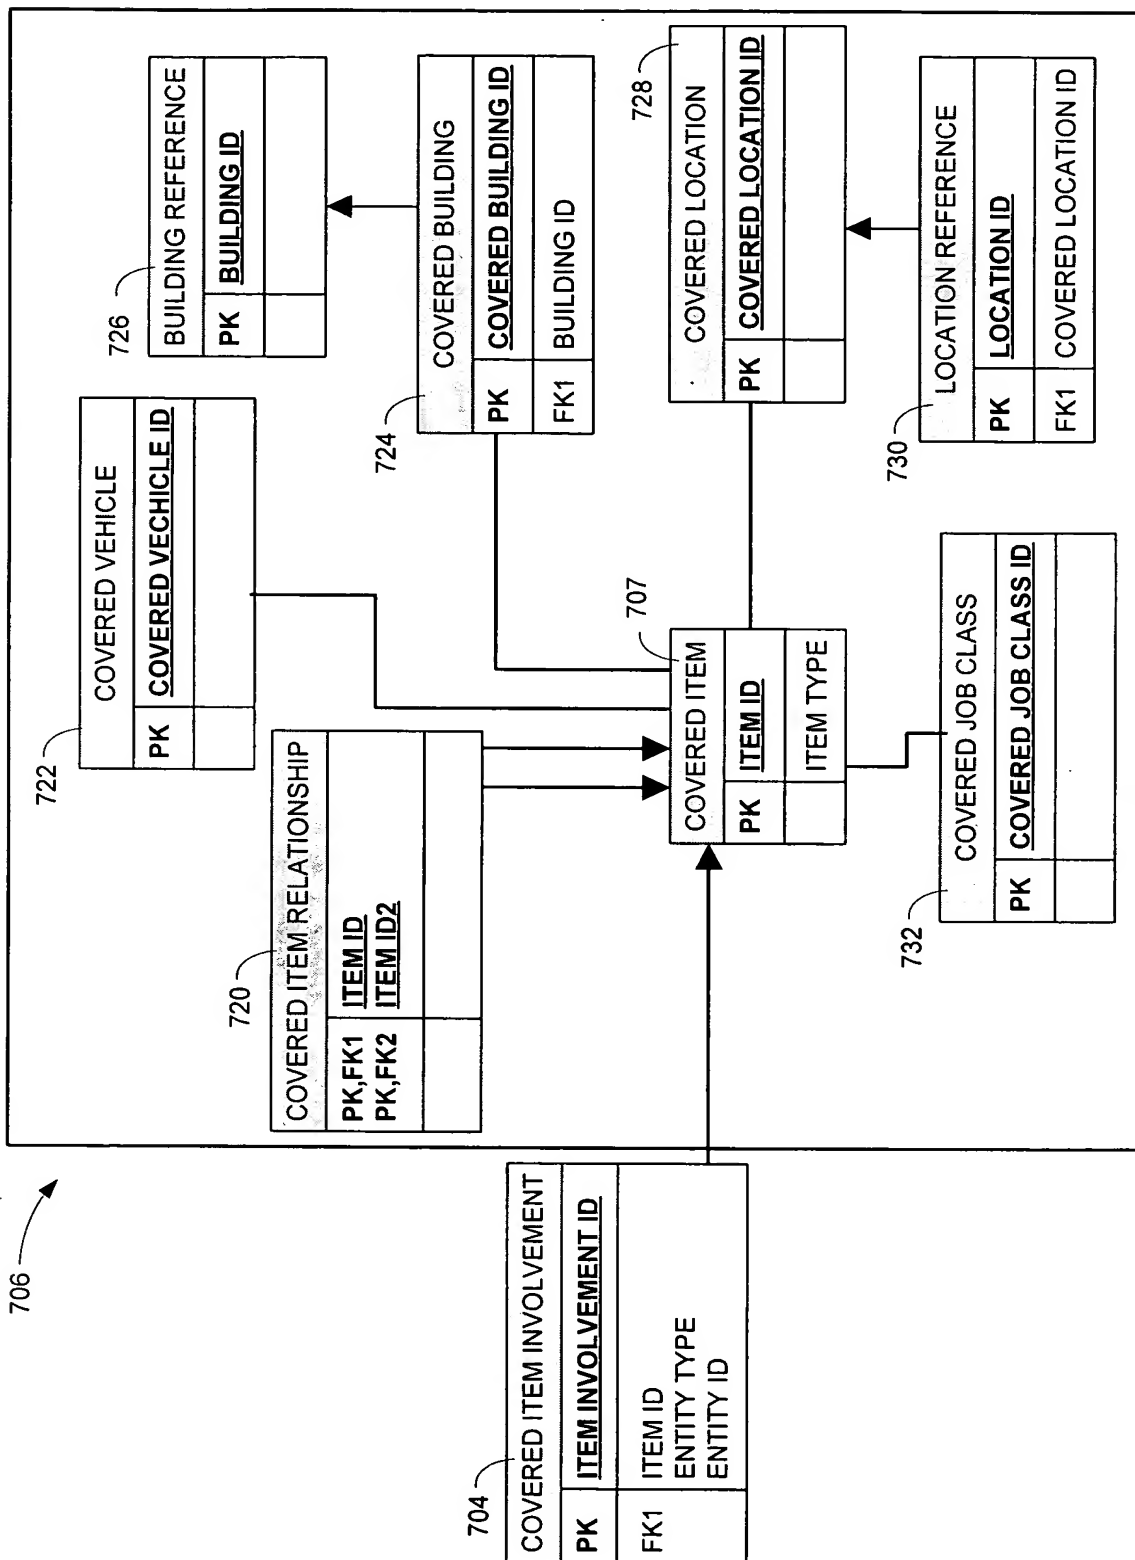 706
704
COVERED ITEM INVOLVEMENT
PK ITEM INVOLVEMENT ID
FK1 ITEM ID
ENTITY TYPE
ENTITY ID
720
COVERED ITEM RELATIONSHIP
PK,FK1 ITEM ID
PK,FK2 ITEM ID2
722
COVERED VEHICLE
PK COVERED VECHICLE ID
726
BUILDING REFERENCE
PK BUILDING ID
724
COVERED BUILDING
PK COVERED BUILDING ID
FK1 BUILDING ID
707
COVERED ITEM
PK ITEM ID
ITEM TYPE
728
COVERED LOCATION
PK COVERED LOCATION ID
730
LOCATION REFERENCE
PK LOCATION ID
FK1 COVERED LOCATION ID
732
COVERED JOB CLASS
PK COVERED JOB CLASS ID